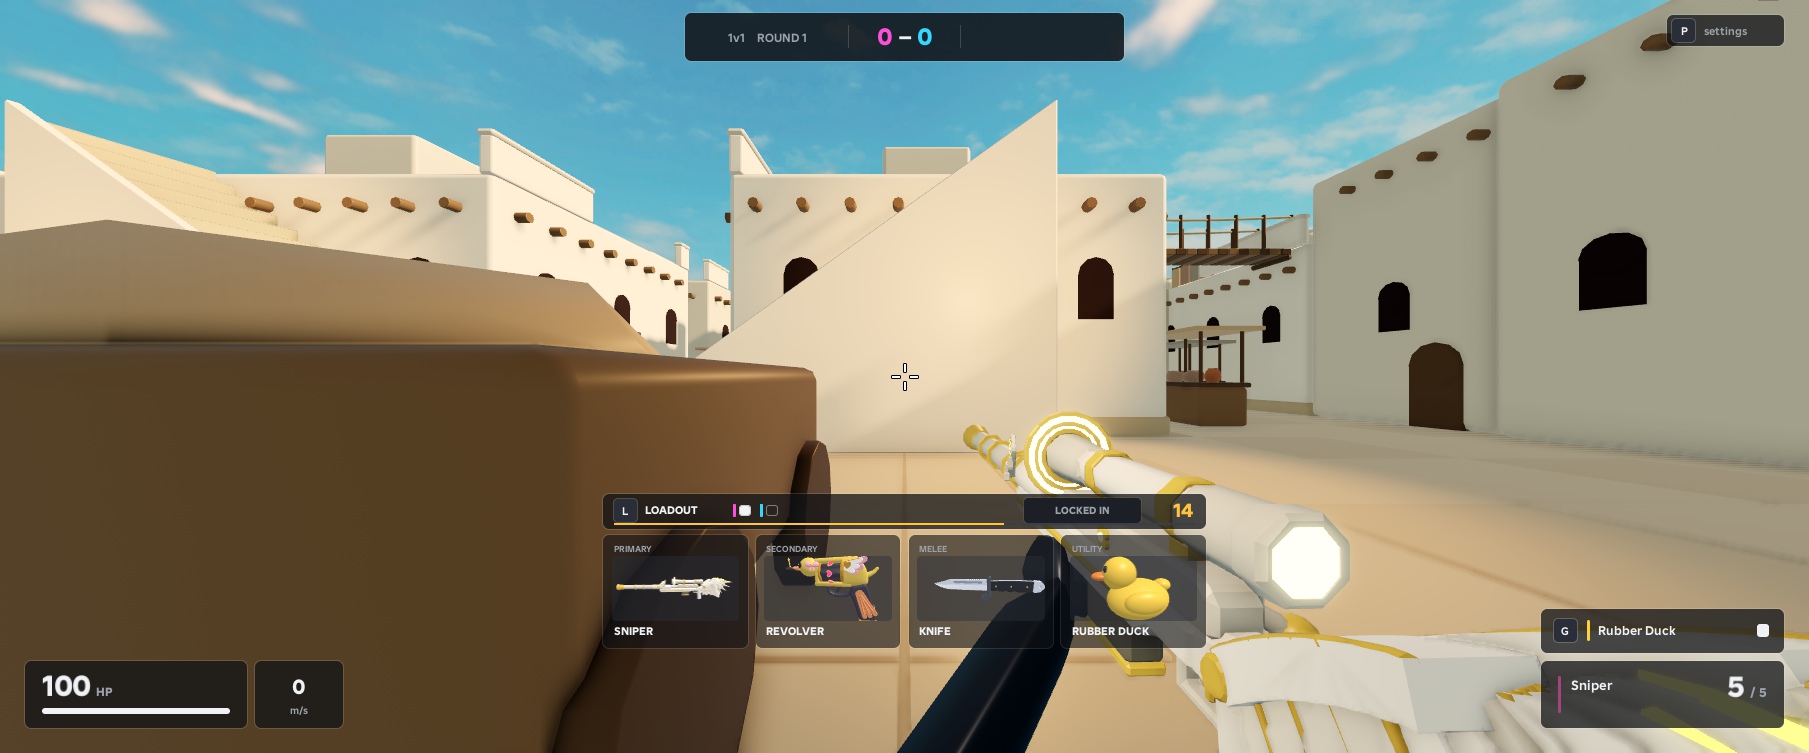 1v1 ROUND 1
0 – 0
P settings
L LOADOUT
LOCKED IN
14
PRIMARY
SNIPER
SECONDARY
REVOLVER
MELEE
KNIFE
UTILITY
RUBBER DUCK
100 HP
0
m/s
G Rubber Duck
Sniper
5 / 5